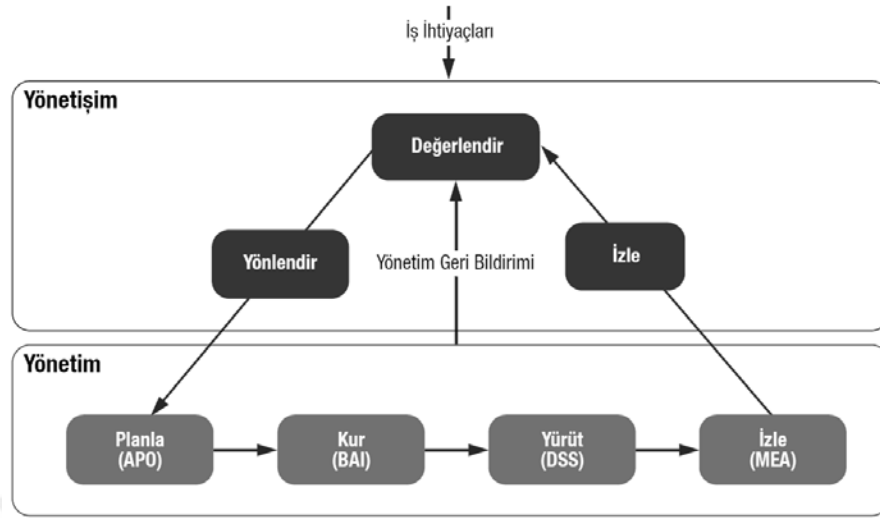 İş İhtiyaçları
Yönetişim
Değerlendir
Yönlendir
Yönetim Geri Bildirimi
İzle
Yönetim
Planla
(APO)
Kur
(BAI)
Yürüt
(DSS)
İzle
(MEA)